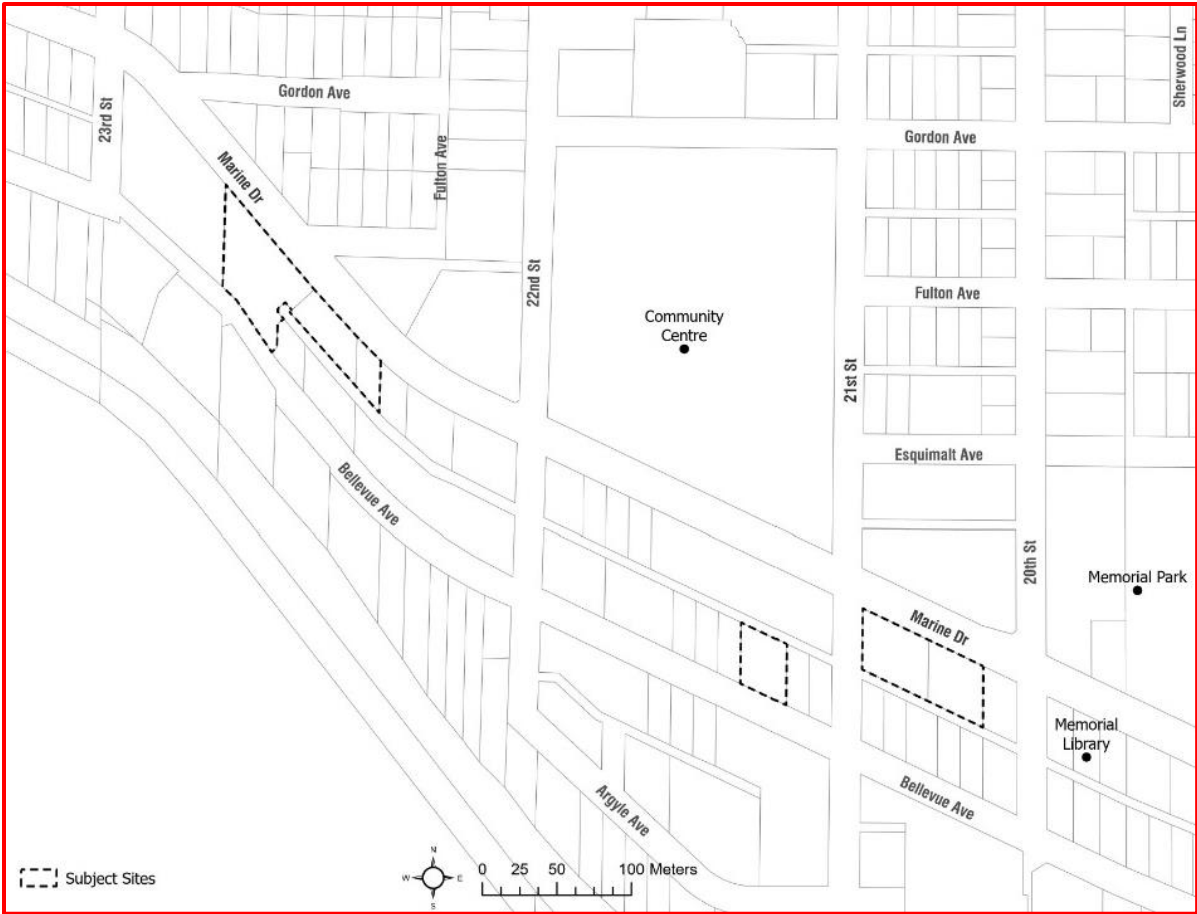 Sherwood Ln
Gordon Ave
23rd St
Gordon Ave
Fulton Ave
Marine Dr
22nd St
Fulton Ave
Community
Centre
21st St
Esquimalt Ave
Bellevue Ave
20th St
Memorial Park
Marine Dr
Memorial
Library
Bellevue Ave
Argyle Ave
N
W E
S
0 25 50 100 Meters
Subject Sites